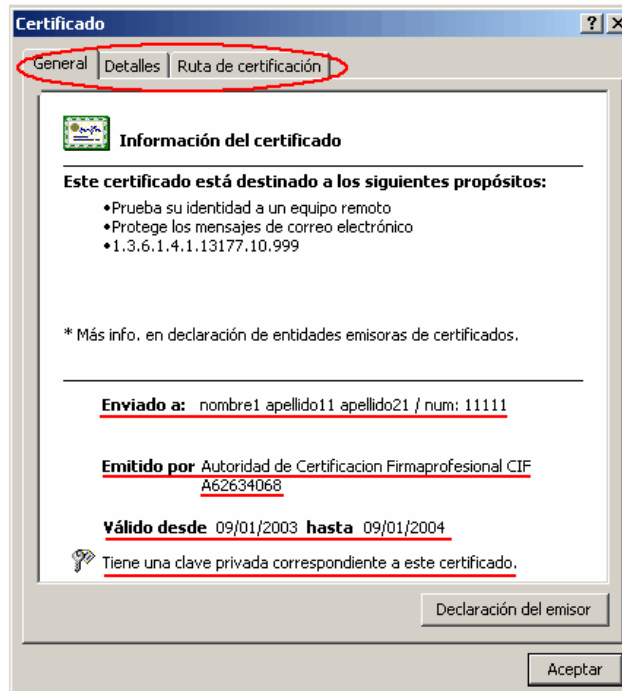 Certificado
General Detalles Ruta de certificación
Información del certificado
Este certificado está destinado a los siguientes propósitos:
•Prueba su identidad a un equipo remoto
•Protege los mensajes de correo electrónico
•1.3.6.1.4.1.13177.10.999
* Más info. en declaración de entidades emisoras de certificados.
Enviado a: nombre1 apellido11 apellido21 / num: 11111
Emitido por Autoridad de Certificacion Firmaprofesional CIF
A62634068
Válido desde 09/01/2003 hasta 09/01/2004
Tiene una clave privada correspondiente a este certificado.
Declaración del emisor
Aceptar